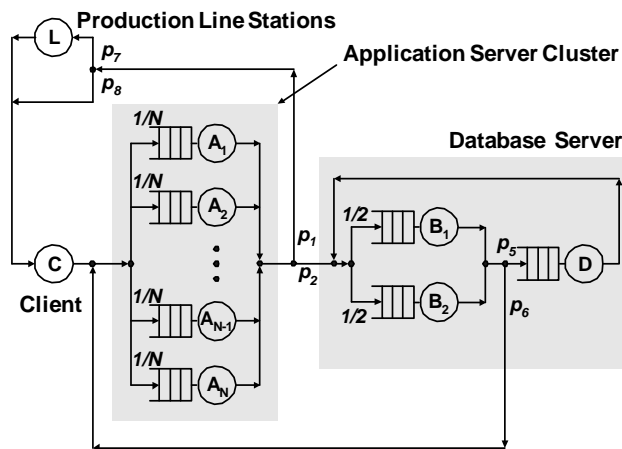 Production Line Stations
L
p7
p8
Application Server Cluster
1/N
A1
Database Server
1/N
A2
1/2
B1
p1
p2
p5
D
C
Client
p6
1/N
AN-1
1/2
B2
1/N
AN